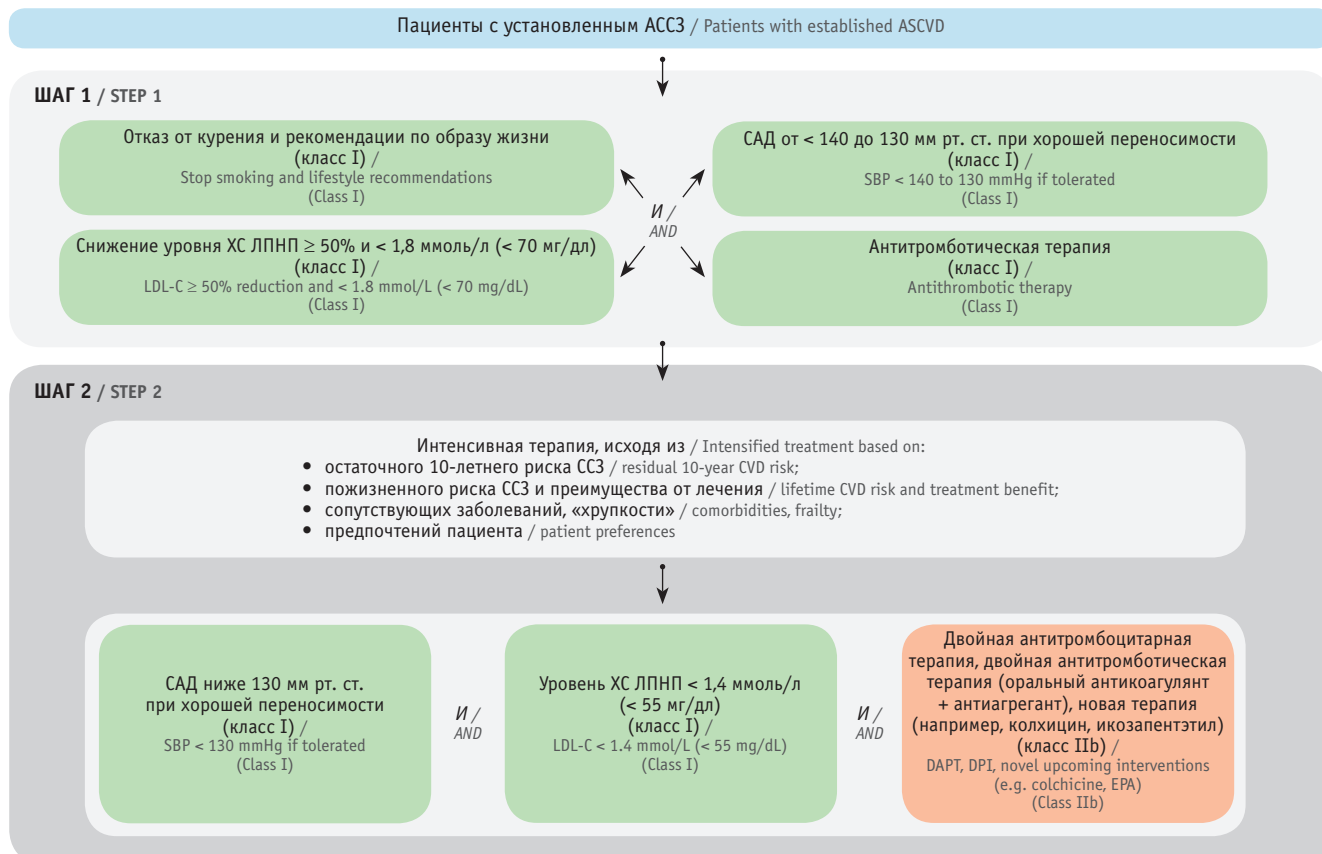 Пациенты с установленным АССЗ / Patients with established ASCVD
ШАГ 1 / STEP 1
Отказ от курения и рекомендации по образу жизни
(класс I) /
Stop smoking and lifestyle recommendations
(Class I)
САД от < 140 до 130 мм рт. ст. при хорошей переносимости
(класс I) /
SBP < 140 to 130 mmHg if tolerated
(Class I)
И /
AND
Снижение уровня ХС ЛПНП ≥ 50% и < 1,8 ммоль/л (< 70 мг/дл)
(класс I) /
LDL-C ≥ 50% reduction and < 1.8 mmol/L (< 70 mg/dL)
(Class I)
Антитромботическая терапия
(класс I) /
Antithrombotic therapy
(Class I)
ШАГ 2 / STEP 2
Интенсивная терапия, исходя из / Intensified treatment based on:
• остаточного 10-летнего риска ССЗ / residual 10-year CVD risk;
• пожизненного риска ССЗ и преимущества от лечения / lifetime CVD risk and treatment benefit;
• сопутствующих заболеваний, «хрупкости» / comorbidities, frailty;
• предпочтений пациента / patient preferences
САД ниже 130 мм рт. ст.
при хорошей переносимости
(класс I) /
SBP < 130 mmHg if tolerated
(Class I)
И /
AND
Уровень ХС ЛПНП < 1,4 ммоль/л
(< 55 мг/дл)
(класс I) /
LDL-C < 1.4 mmol/L (< 55 mg/dL)
(Class I)
И /
AND
Двойная антитромбоцитарная
терапия, двойная антитромботическая
терапия (оральный антикоагулянт
+ антиагрегант), новая терапия
(например, колхицин, икозапентэтил)
(класс IIb) /
DAPT, DPI, novel upcoming interventions
(e.g. colchicine, EPA)
(Class IIb)